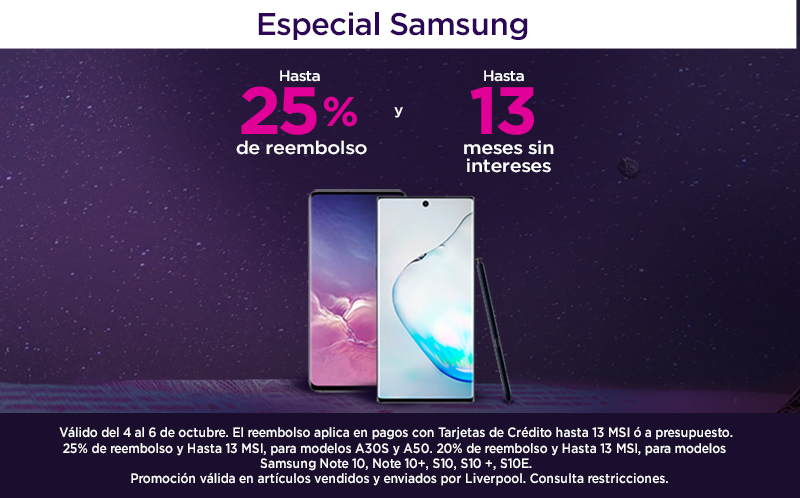 Especial Samsung
Hasta
25%
de reembolso
y
Hasta
13
meses sin
intereses
Válido del 4 al 6 de octubre. El reembolso aplica en pagos con Tarjetas de Crédito hasta 13 MSI ó a presupuesto.
25% de reembolso y Hasta 13 MSI, para modelos A30S y A50. 20% de reembolso y Hasta 13 MSI, para modelos
Samsung Note 10, Note 10+, S10, S10 +, S10E.
Promoción válida en artículos vendidos y enviados por Liverpool. Consulta restricciones.